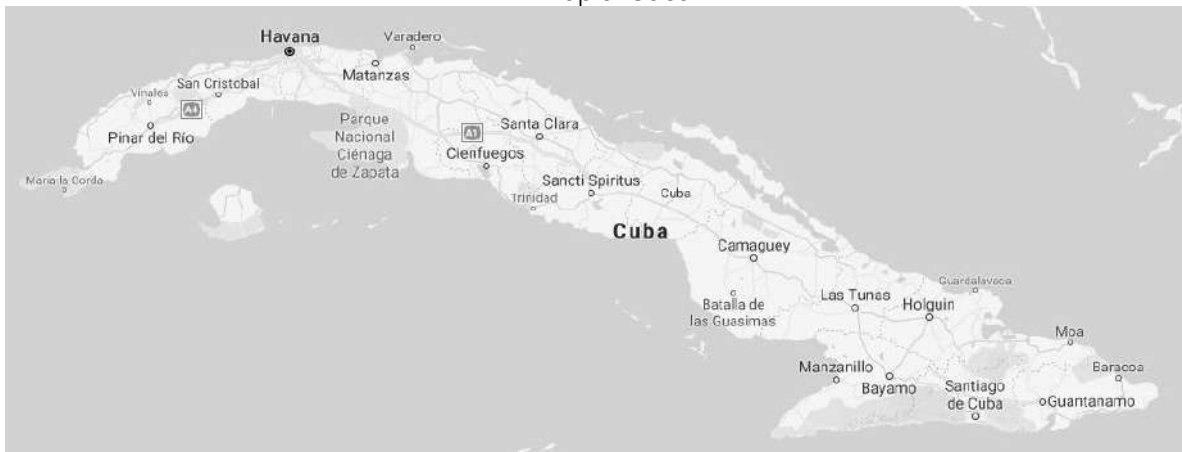 Havana
Varadero
Matanzas
San Cristobal
Vinales
A4
Pinar del Río
Maria la Gorda
Parque
Nacional
Ciénaga
de Zapata
A1
Santa Clara
Cienfuegos
Sancti Spiritus
Trinidad
Cuba
Cuba
Camaguey
Batalla de
las Guasimas
Las Tunas
Guardalavaca
Holguin
Moa
Manzanillo
Bayamo
Santiago
de Cuba
Baracoa
Guantanamo